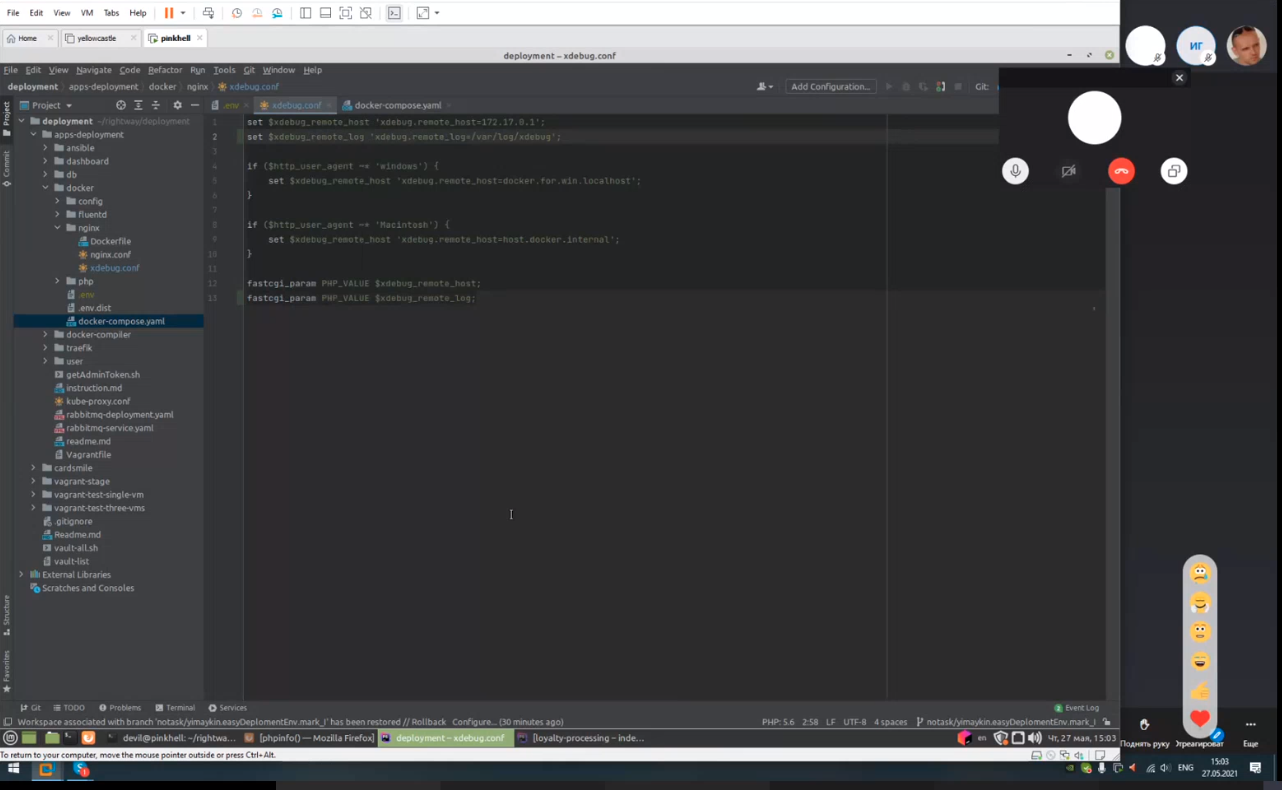 File Edit View VM Tabs Help
Home yellowcastle pinkhell
deployment – xdebug.conf
File Edit View Navigate Code Refactor Run Tools Git Window Help
deployment apps-deployment docker nginx xdebug.conf Add Configuration... Git:
Project .env xdebug.conf docker-compose.yaml
Project
Commit
Structure
Favorites
deployment ~/rightway/deployment
apps-deployment
ansible
dashboard
db
docker
config
fluentd
nginx
Dockerfile
nginx.conf
xdebug.conf
php
.env
.env.dist
docker-compose.yaml
docker-compiler
traefik
user
getAdminToken.sh
instruction.md
kube-proxy.conf
rabbitmq-deployment.yaml
rabbitmq-service.yaml
readme.md
Vagrantfile
cardsmile
vagrant-stage
vagrant-test-single-vm
vagrant-test-three-vms
.gitignore
Readme.md
vault-all.sh
vault-list
External Libraries
Scratches and Consoles
1 set $xdebug_remote_host 'xdebug.remote_host=172.17.0.1';
2 set $xdebug_remote_log 'xdebug.remote_log=/var/log/xdebug';
3
4 if ($http_user_agent ~* 'windows') {
5 set $xdebug_remote_host 'xdebug.remote_host=docker.for.win.localhost';
6 }
7
8 if ($http_user_agent ~* 'Macintosh') {
9 set $xdebug_remote_host 'xdebug.remote_host=host.docker.internal';
10 }
11
12 fastcgi_param PHP_VALUE $xdebug_remote_host;
13 fastcgi_param PHP_VALUE $xdebug_remote_log;
Git TODO Problems Terminal Services Event Log
Workspace associated with branch 'notask/yimaykin.easyDeplomentEnv.mark_I' has been restored // Rollback Configure... (30 minutes ago) PHP: 5.6 2:58 LF UTF-8 4 spaces notask/yimaykin.easyDeplomentEnv.mark_I
devil@pinkhell: ~/rightwa... [phpinfo() — Mozilla Firefox] deployment – xdebug.conf [loyalty-processing – inde... en Чт, 27 мая, 15:03
To return to your computer, move the mouse pointer outside or press Ctrl+Alt.
ENG 15:03
27.05.2021
ИГ
Поднять руку Отреагироват Еще